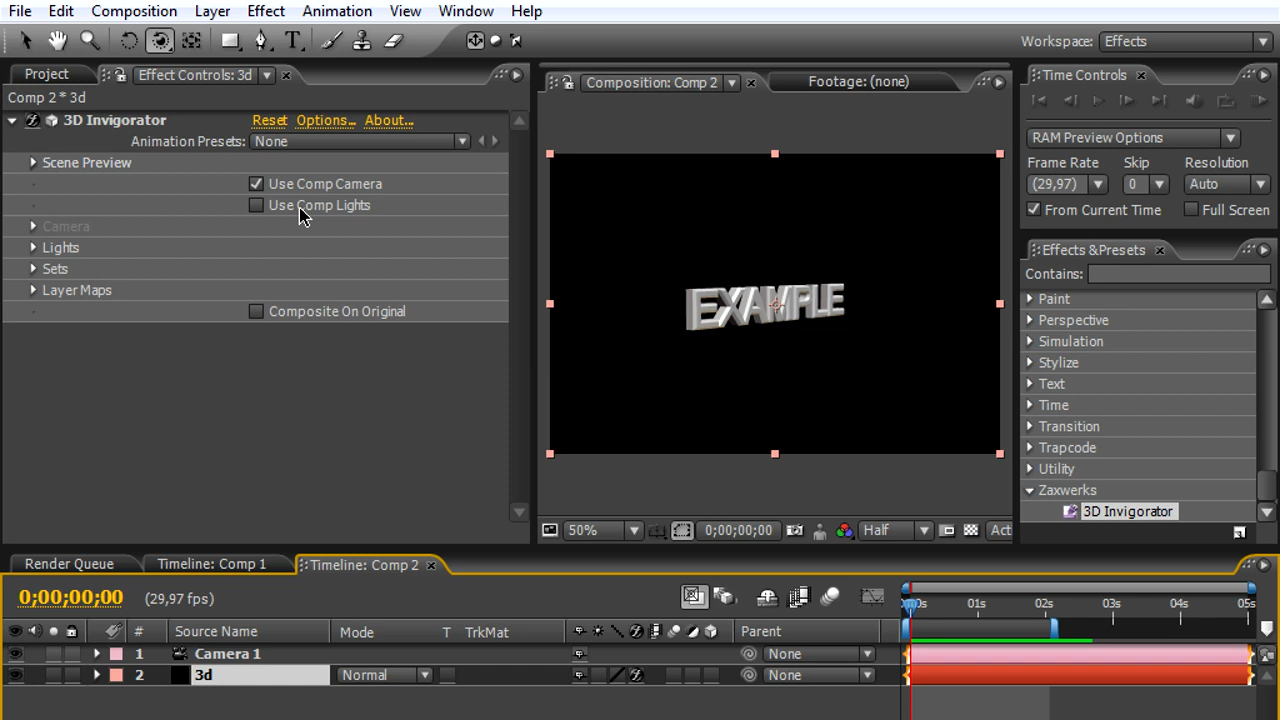 File Edit Composition Layer Effect Animation View Window Help
Workspace: Effects
Project Effect Controls: 3d
Comp 2 * 3d
3D Invigorator Reset Options... About...
Animation Presets: None
Scene Preview
Use Comp Camera
Use Comp Lights
Camera
Lights
Sets
Layer Maps
Composite On Original
Composition: Comp 2 Footage: (none)
EXAMPLE
50% 0;00;00;00 Half Act
Time Controls
RAM Preview Options
Frame Rate Skip Resolution
(29,97) 0 Auto
From Current Time Full Screen
Effects &Presets
Contains:
Paint
Perspective
Simulation
Stylize
Text
Time
Transition
Trapcode
Utility
Zaxwerks
3D Invigorator
Render Queue Timeline: Comp 1 Timeline: Comp 2
0;00;00;00 (29,97 fps)
01s 02s 03s 04s 05s
# Source Name Mode T TrkMat Parent
1 Camera 1 None
2 3d Normal None